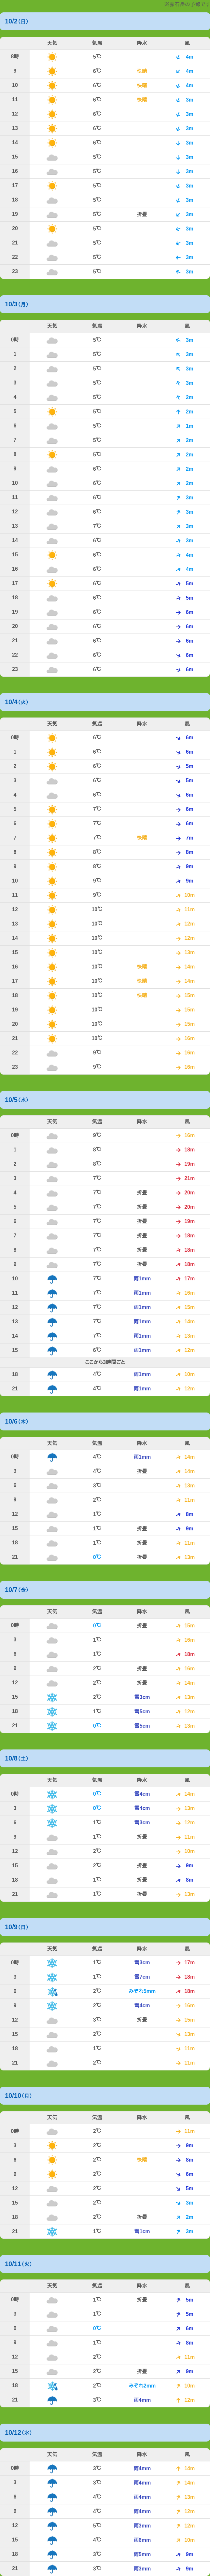 10/2(日)
天気 気温 降水 風
8時 5℃ 4m
9 6℃ 快晴 4m
10 6℃ 快晴 4m
11 6℃ 快晴 3m
12 6℃ 3m
13 6℃ 3m
14 6℃ 3m
15 5℃ 3m
16 5℃ 3m
17 5℃ 3m
18 5℃ 3m
19 5℃ 折畳 3m
20 5℃ 3m
21 5℃ 3m
22 5℃ 3m
23 5℃ 3m
10/3(月)
天気 気温 降水 風
0時 5℃ 3m
1 5℃ 3m
2 5℃ 3m
3 5℃ 3m
4 5℃ 2m
5 5℃ 2m
6 5℃ 1m
7 5℃ 2m
8 5℃ 2m
9 6℃ 2m
10 6℃ 2m
11 6℃ 3m
12 6℃ 3m
13 7℃ 3m
14 6℃ 3m
15 6℃ 4m
16 6℃ 4m
17 6℃ 5m
18 6℃ 5m
19 6℃ 6m
20 6℃ 6m
21 6℃ 6m
22 6℃ 6m
23 6℃ 6m
10/4(火)
天気 気温 降水 風
0時 6℃ 6m
1 6℃ 6m
2 6℃ 5m
3 6℃ 5m
4 6℃ 6m
5 7℃ 6m
6 7℃ 6m
7 7℃ 快晴 7m
8 8℃ 8m
9 8℃ 9m
10 9℃ 9m
11 9℃ 10m
12 10℃ 11m
13 10℃ 12m
14 10℃ 12m
15 10℃ 13m
16 10℃ 快晴 14m
17 10℃ 快晴 14m
18 10℃ 快晴 15m
19 10℃ 15m
20 10℃ 15m
21 10℃ 16m
22 9℃ 16m
23 9℃ 16m
10/5(水)
天気 気温 降水 風
0時 9℃ 16m
1 8℃ 18m
2 8℃ 19m
3 7℃ 21m
4 7℃ 折畳 20m
5 7℃ 折畳 20m
6 7℃ 折畳 19m
7 7℃ 折畳 18m
8 7℃ 折畳 18m
9 7℃ 折畳 18m
10 7℃ 雨1mm 17m
11 7℃ 雨1mm 16m
12 7℃ 雨1mm 15m
13 7℃ 雨1mm 14m
14 7℃ 雨1mm 13m
15 6℃ 雨1mm 12m
ここから3時間ごと
18 4℃ 雨1mm 10m
21 4℃ 雨1mm 12m
10/6(木)
天気 気温 降水 風
0時 4℃ 雨1mm 14m
3 4℃ 折畳 14m
6 3℃ 13m
9 2℃ 11m
12 1℃ 8m
15 1℃ 折畳 9m
18 1℃ 折畳 11m
21 0℃ 折畳 13m
10/7(金)
天気 気温 降水 風
0時 0℃ 折畳 15m
3 1℃ 16m
6 1℃ 18m
9 2℃ 折畳 16m
12 2℃ 折畳 14m
15 2℃ 雪3cm 13m
18 1℃ 雪5cm 12m
21 0℃ 雪5cm 13m
10/8(土)
天気 気温 降水 風
0時 0℃ 雪4cm 14m
3 0℃ 雪4cm 13m
6 1℃ 雪3cm 12m
9 1℃ 折畳 11m
12 2℃ 10m
15 2℃ 折畳 9m
18 1℃ 折畳 8m
21 1℃ 折畳 13m
10/9(日)
天気 気温 降水 風
0時 1℃ 雪3cm 17m
3 1℃ 雪7cm 18m
6 2℃ みぞれ5mm 18m
9 2℃ 雪4cm 16m
12 3℃ 折畳 15m
15 2℃ 13m
18 2℃ 11m
21 2℃ 11m
10/10(月)
天気 気温 降水 風
0時 2℃ 11m
3 2℃ 9m
6 2℃ 快晴 8m
9 2℃ 6m
12 2℃ 5m
15 2℃ 3m
18 2℃ 折畳 2m
21 1℃ 雪1cm 3m
10/11(火)
天気 気温 降水 風
0時 1℃ 折畳 5m
3 1℃ 5m
6 0℃ 6m
9 1℃ 8m
12 2℃ 11m
15 2℃ 折畳 9m
18 2℃ みぞれ2mm 10m
21 3℃ 雨4mm 12m
10/12(水)
天気 気温 降水 風
0時 3℃ 雨4mm 14m
3 3℃ 雨4mm 14m
6 4℃ 雨4mm 13m
9 4℃ 雨4mm 12m
12 5℃ 雨3mm 12m
15 4℃ 雨6mm 10m
18 3℃ 雨5mm 9m
21 3℃ 雨3mm 9m